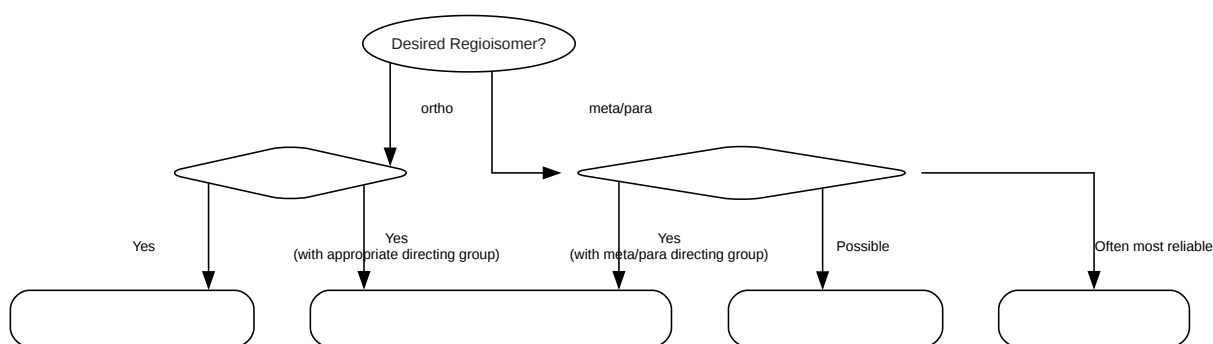 Desired Regioisomer?
ortho
meta/para
Yes
Yes
(with appropriate directing group)
Yes
(with meta/para directing group)
Possible
Often most reliable